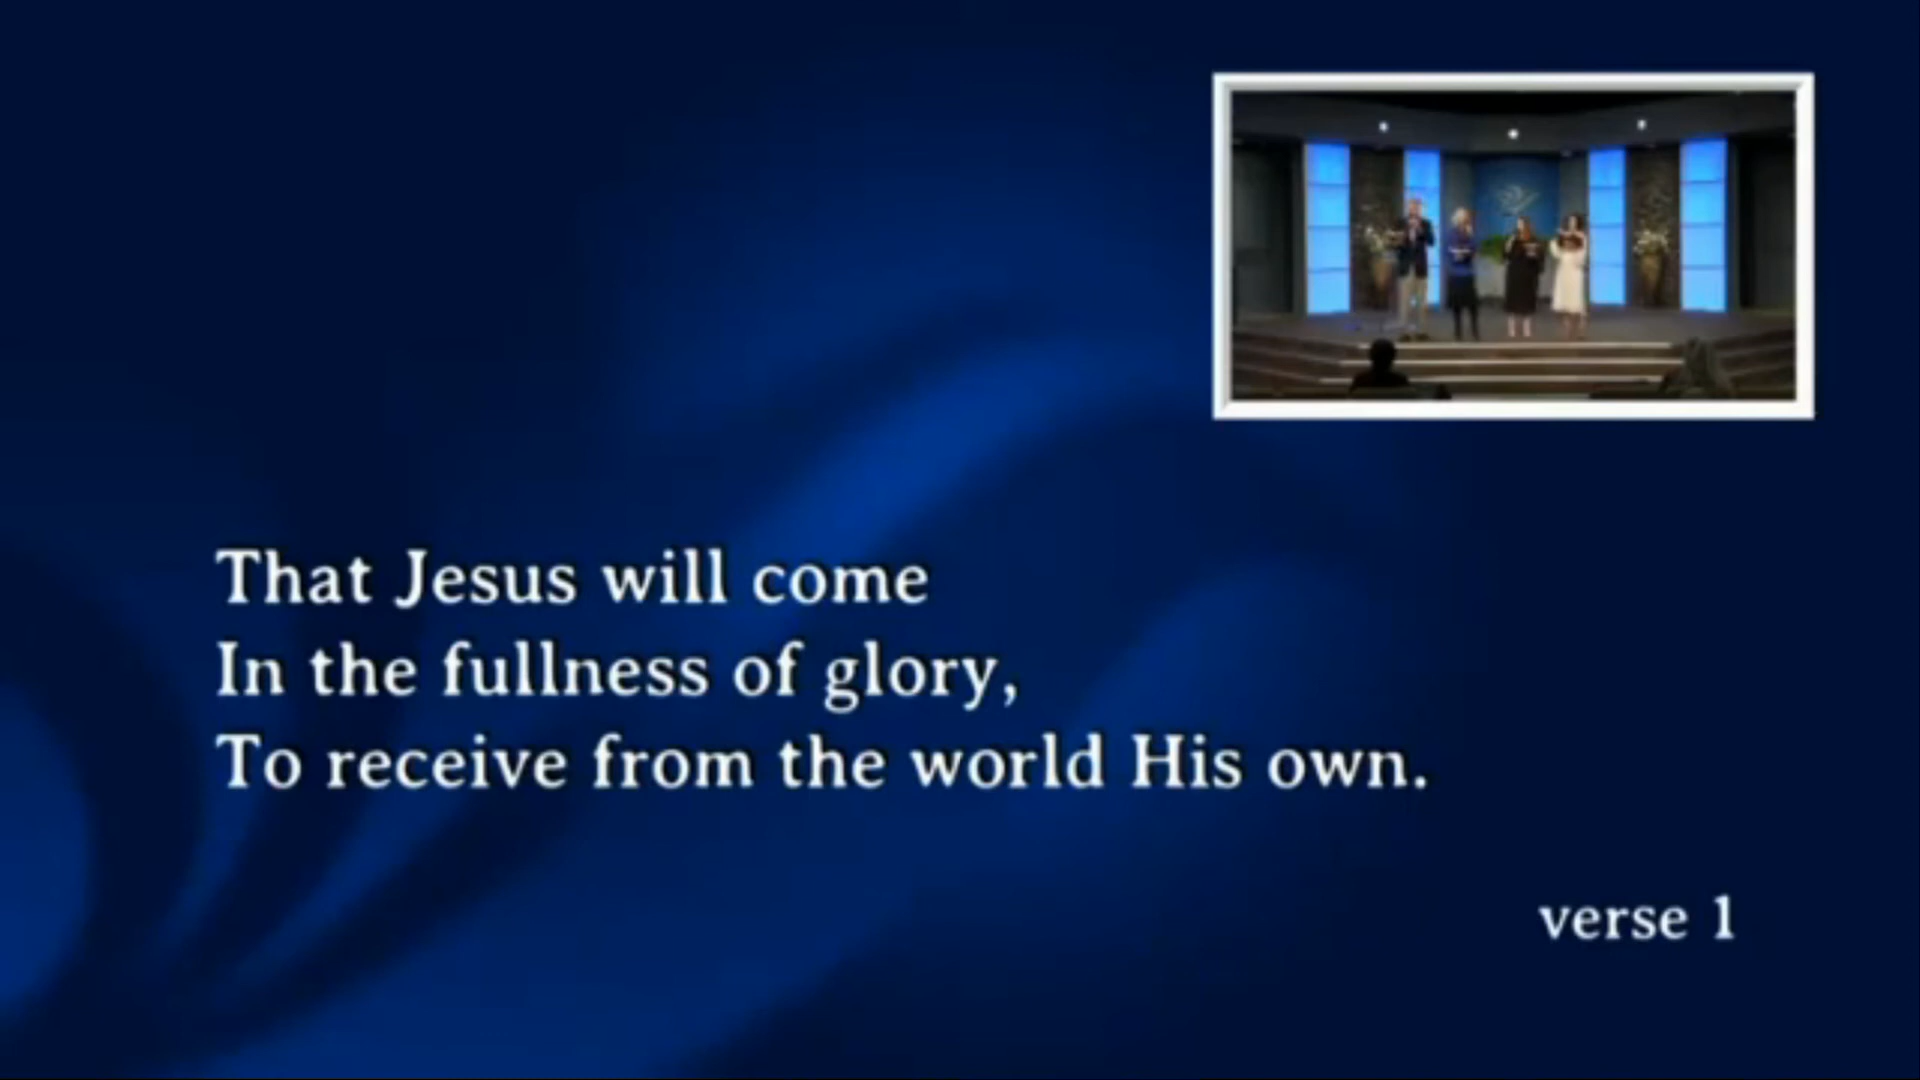 That Jesus will come
In the fullness of glory,
To receive from the world His own.
verse 1